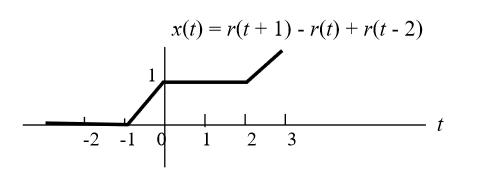 x(t) = r(t + 1) - r(t) + r(t - 2)
1
t
-2 -1 0 1 2 3